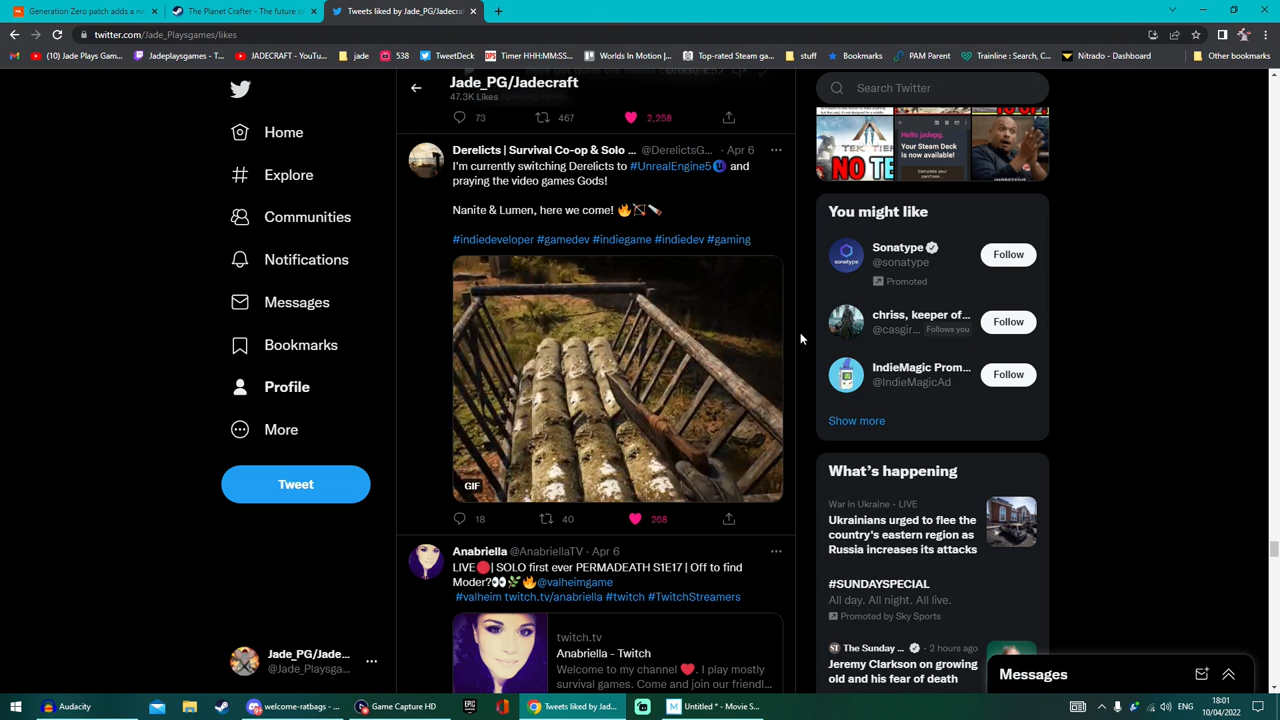 Generation Zero patch adds a ne
The Planet Crafter - The future of
Tweets liked by Jade_PG/Jadecraf
twitter.com/Jade_Playsgames/likes
(10) Jade Plays Gam...
Jadeplaysgames - T...
JADECRAFT - YouTu...
jade
538
TweetDeck
Timer HH:MM:SS...
Worlds In Motion |...
Top-rated Steam ga...
stuff
Bookmarks
PAM Parent
Trainline : Search, C...
Nitrado - Dashboard
Other bookmarks
Home
Explore
Communities
Notifications
Messages
Bookmarks
Profile
More
Tweet
Jade_PG/Jade...
@Jade_Playsga...
Jade_PG/Jadecraft
47.3K Likes
73
467
2,258
Derelicts | Survival Co-op & Solo ... @DerelictsG... · Apr 6
I'm currently switching Derelicts to #UnrealEngine5 and
praying the video games Gods!
Nanite & Lumen, here we come!
#indiedeveloper #gamedev #indiegame #indiedev #gaming
GIF
18
40
268
Anabriella @AnabriellaTV · Apr 6
LIVE | SOLO first ever PERMADEATH S1E17 | Off to find
Moder? @valheimgame
#valheim twitch.tv/anabriella #twitch #TwitchStreamers
twitch.tv
Anabriella - Twitch
Welcome to my channel . I play mostly
survival games. Come and join our friendl...
Search Twitter
TEK TIER
NO TE
Hello jadepg.
Your Steam Deck
is now available!
Complete your
purchase...
You might like
Sonatype
@sonatype
Promoted
Follow
chriss, keeper of...
@casgir... Follows you
Follow
IndieMagic Prom...
@IndieMagicAd
Follow
Show more
What's happening
War in Ukraine · LIVE
Ukrainians urged to flee the
country's eastern region as
Russia increases its attacks
#SUNDAYSPECIAL
All day. All night. All live.
Promoted by Sky Sports
The Sunday ... · 2 hours ago
Jeremy Clarkson on growing
old and his fear of death
Messages
Audacity
welcome-ratbags - ...
Game Capture HD
Tweets liked by Jad...
Untitled * - Movie S...
ENG
18:01
10/04/2022